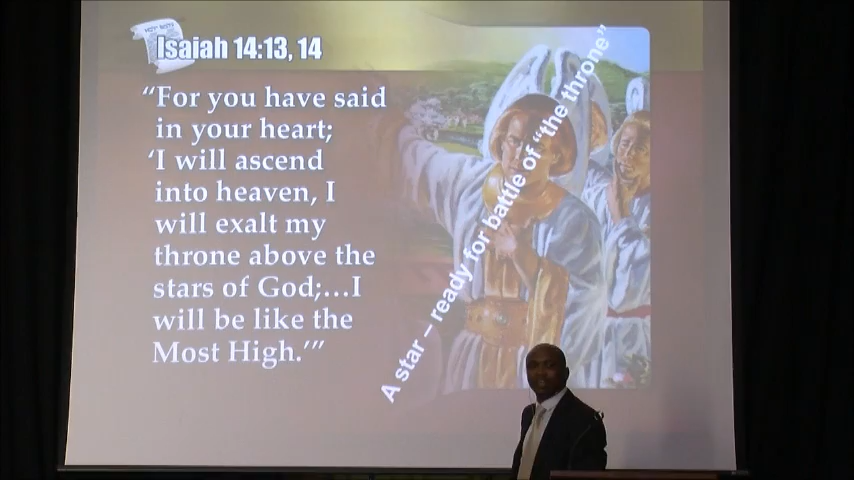 Isaiah 14:13, 14
“For you have said
in your heart;
‘I will ascend
into heaven, I
will exalt my
throne above the
stars of God;...I
will be like the
Most High.’”
A star – ready for battle of “the throne”